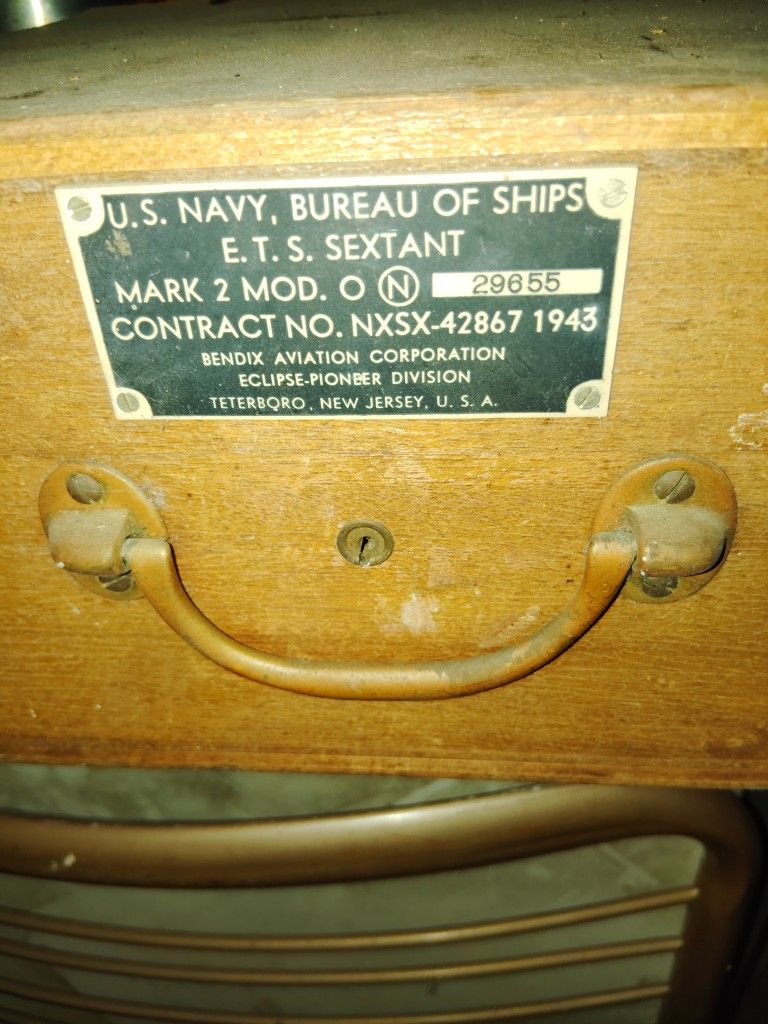 U.S. NAVY, BUREAU OF SHIPS
E.T.S. SEXTANT
MARK 2 MOD. O Ⓝ 29655
CONTRACT NO. NXSX-42867 1943
BENDIX AVIATION CORPORATION
ECLIPSE-PIONEER DIVISION
TETERBORO, NEW JERSEY, U.S.A.